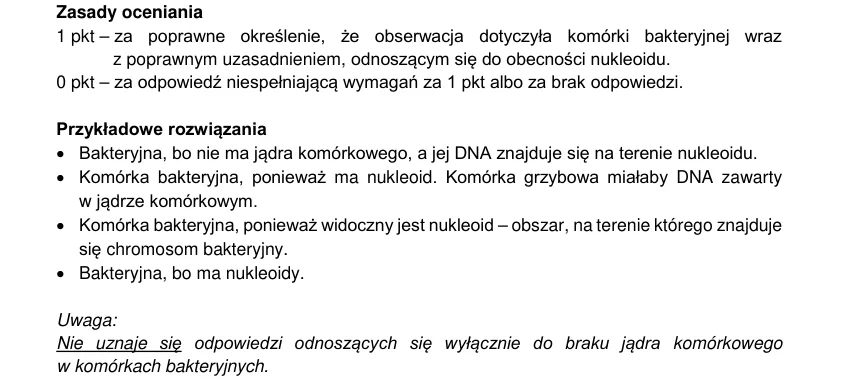 Zasady oceniania
1 pkt – za poprawne określenie, że obserwacja dotyczyła komórki bakteryjnej wraz
z poprawnym uzasadnieniem, odnoszącym się do obecności nukleoidu.
0 pkt – za odpowiedź niespełniającą wymagań za 1 pkt albo za brak odpowiedzi.
Przykładowe rozwiązania
• Bakteryjna, bo nie ma jądra komórkowego, a jej DNA znajduje się na terenie nukleoidu.
• Komórka bakteryjna, ponieważ ma nukleoid. Komórka grzybowa miałaby DNA zawarty
w jądrze komórkowym.
• Komórka bakteryjna, ponieważ widoczny jest nukleoid – obszar, na terenie którego znajduje
się chromosom bakteryjny.
• Bakteryjna, bo ma nukleoidy.
Uwaga:
Nie uznaje się odpowiedzi odnoszących się wyłącznie do braku jądra komórkowego
w komórkach bakteryjnych.